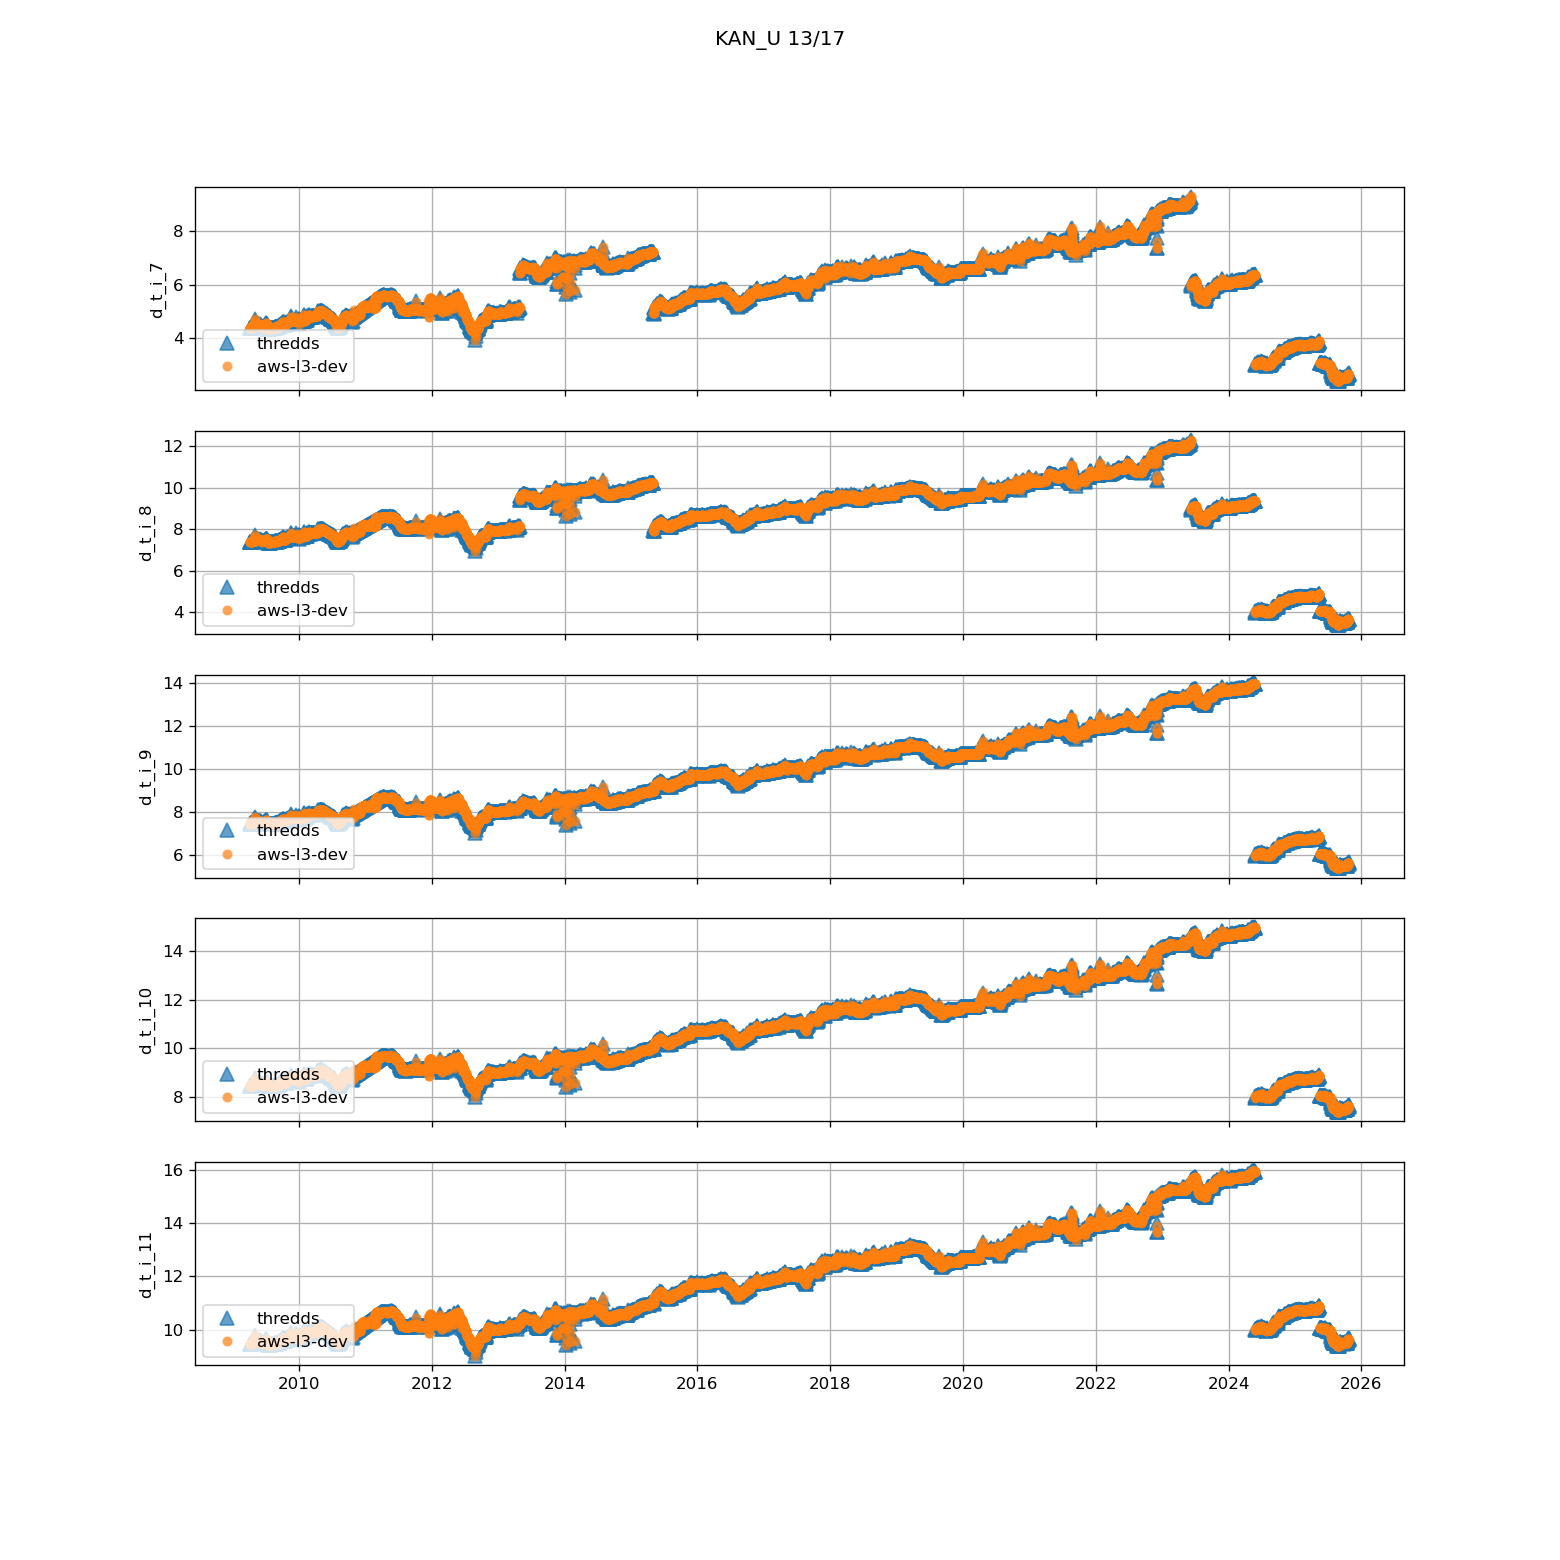 KAN_U 13/17
d_t_i_7
8
6
4
thredds
aws-l3-dev
d_t_i_8
12
10
8
6
4
thredds
aws-l3-dev
d_t_i_9
14
12
10
8
6
thredds
aws-l3-dev
d_t_i_10
14
12
10
8
thredds
aws-l3-dev
d_t_i_11
16
14
12
10
thredds
aws-l3-dev
2010 2012 2014 2016 2018 2020 2022 2024 2026